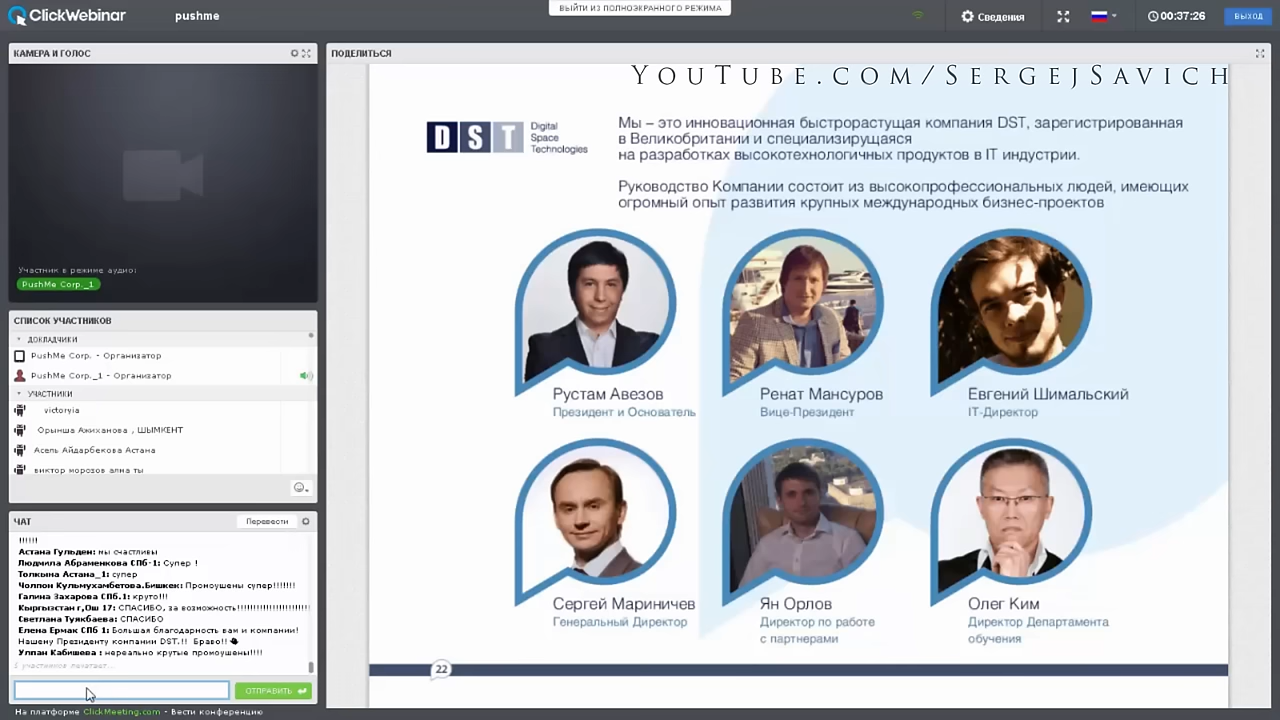 ClickWebinar
pushme
ВЫЙТИ ИЗ ПОЛНОЭКРАННОГО РЕЖИМА
Сведения
00:37:26
ВЫХОД
КАМЕРА И ГОЛОС
Участник в режиме аудио:
PushMe Corp._1
СПИСОК УЧАСТНИКОВ
ДОКЛАДЧИКИ
PushMe Corp. - Организатор
PushMe Corp._1 - Организатор
УЧАСТНИКИ
victoryia
Орынша Ажиханова , ШЫМКЕНТ
Асель Айдарбекова Астана
виктор морозов алма ты
ЧАТ
Перевести
!!!!!!
Астана Гульден: мы счастливы
Людмила Абраменкова СПб-1: Супер !
Толкына Астана_1: супер
Чолпон Кульмухамбетова.Бишкек: Промоушены супер!!!!!!!
Галина Захарова СПб.1: круто!!!
Кыргызстан г,Ош 17: СПАСИБО, за возможность!!!!!!!!!!!!!!!!!!!!!!!
Светлана Туякбаева: СПАСИБО
Елена Ермак СПб 1: Большая благодарность вам и компании!
Нашему Президенту компании DST.!! Браво!!
Улпан Кабишева : нереально крутые промоушены!!!!
5 участников печатает...
ОТПРАВИТЬ
На платформе ClickMeeting.com - Вести конференцию
ПОДЕЛИТЬСЯ
YouTube.com/SergejSavich
DST
Digital
Space
Technologies
Мы – это инновационная быстрорастущая компания DST, зарегистрированная
в Великобритании и специализирущаяся
на разработках высокотехнологичных продуктов в IT индустрии.
Руководство Компании состоит из высокопрофессиональных людей, имеющих
огромный опыт развития крупных международных бизнес-проектов
Рустам Авезов
Президент и Основатель
Ренат Мансуров
Вице-Президент
Евгений Шимальский
IT-Директор
Сергей Мариничев
Генеральный Директор
Ян Орлов
Директор по работе
с партнерами
Олег Ким
Директор Департамента
обучения
22